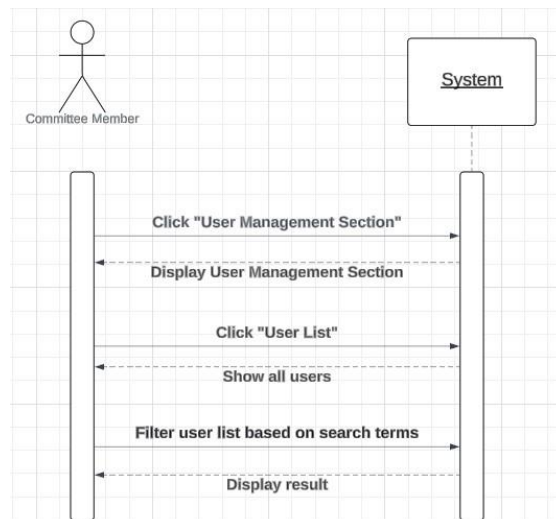 System
Committee Member
Click "User Management Section"
Display User Management Section
Click "User List"
Show all users
Filter user list based on search terms
Display result